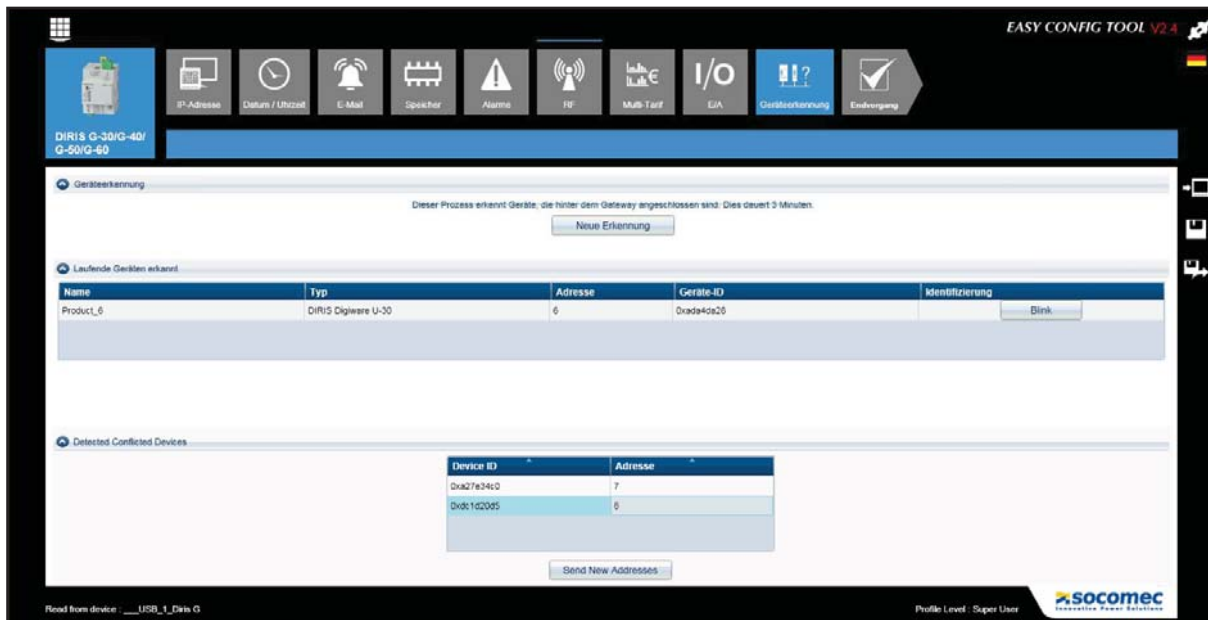 EASY CONFIG TOOL V2.4
IP-Adresse
Datum / Uhrzeit
E-Mail
Speicher
Alarme
RF
Multi-Tarif
I/O
E/A
Geräteerkennung
Endvorgang
DIRIS G-30/G-40/
G-50/G-60
Geräteerkennung
Dieser Prozess erkennt Geräte, die hinter dem Gateway angeschlossen sind. Dies dauert 3 Minuten.
Neue Erkennung
Laufende Geräten erkannt
Name Typ Adresse Geräte-ID Identifizierung
Product_6 DIRIS Digiware U-30 6 0xada4da26 Blink
Detected Conflicted Devices
Device ID Adresse
0xa27e34c0 7
0xdc1d20d5 6
Send New Addresses
Read from device : ___USB_1_Diris G
Profile Level : Super User
socomec
Innovative Power Solutions